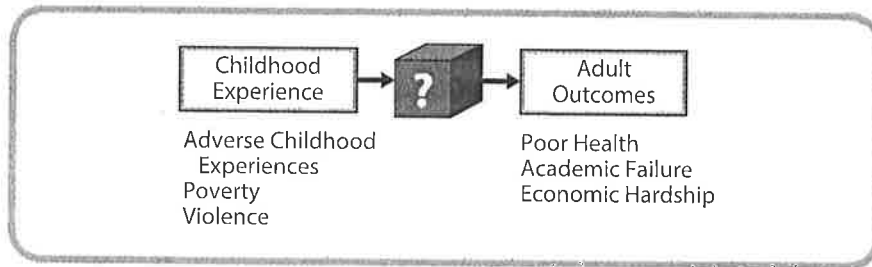 Childhood
Experience
?
Adult
Outcomes
Adverse Childhood
Experiences
Poverty
Violence
Poor Health
Academic Failure
Economic Hardship